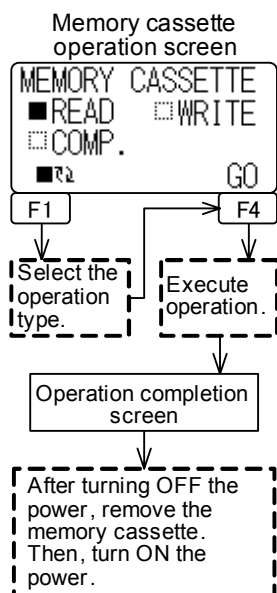 Memory cassette
operation screen
MEMORY CASSETTE
READ WRITE
COMP.
GO
F1 F4
Select the
operation
type.
Execute
operation.
Operation completion
screen
After turning OFF the
power, remove the
memory cassette.
Then, turn ON the
power.